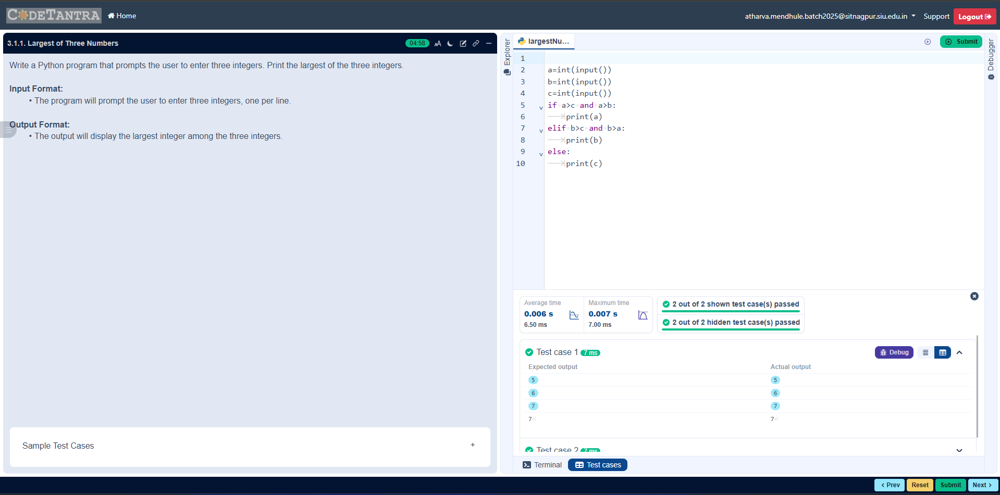 CODETANTRA
Home
atharva.mendhule.batch2025@sitnagpur.siu.edu.in
Support
Logout
3.1.1. Largest of Three Numbers
04:58
AA
Write a Python program that prompts the user to enter three integers. Print the largest of the three integers.
Input Format:
• The program will prompt the user to enter three integers, one per line.
Output Format:
• The output will display the largest integer among the three integers.
Sample Test Cases
+
Explorer
largestNu...
Submit
Debugger
1
2 a=int(input())
3 b=int(input())
4 c=int(input())
5 if a>c and a>b:
6 print(a)
7 elif b>c and b>a:
8 print(b)
9 else:
10 print(c)
Average time
0.006 s
6.50 ms
Maximum time
0.007 s
7.00 ms
2 out of 2 shown test case(s) passed
2 out of 2 hidden test case(s) passed
Test case 1 7 ms
Debug
Expected output Actual output
5 5
6 6
7 7
7 7
Test case 2 7 ms
Terminal
Test cases
< Prev
Reset
Submit
Next >